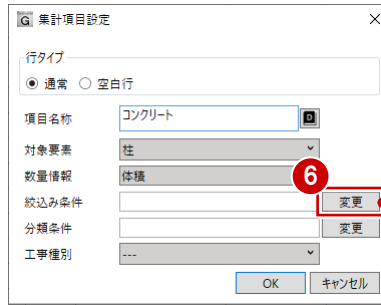 G 集計項目設定
行タイプ
通常 空白行
項目名称 コンクリート D
対象要素 柱
数量情報 体積 6
絞込み条件 変更
分類条件 変更
工事種別 ---
OK キャンセル